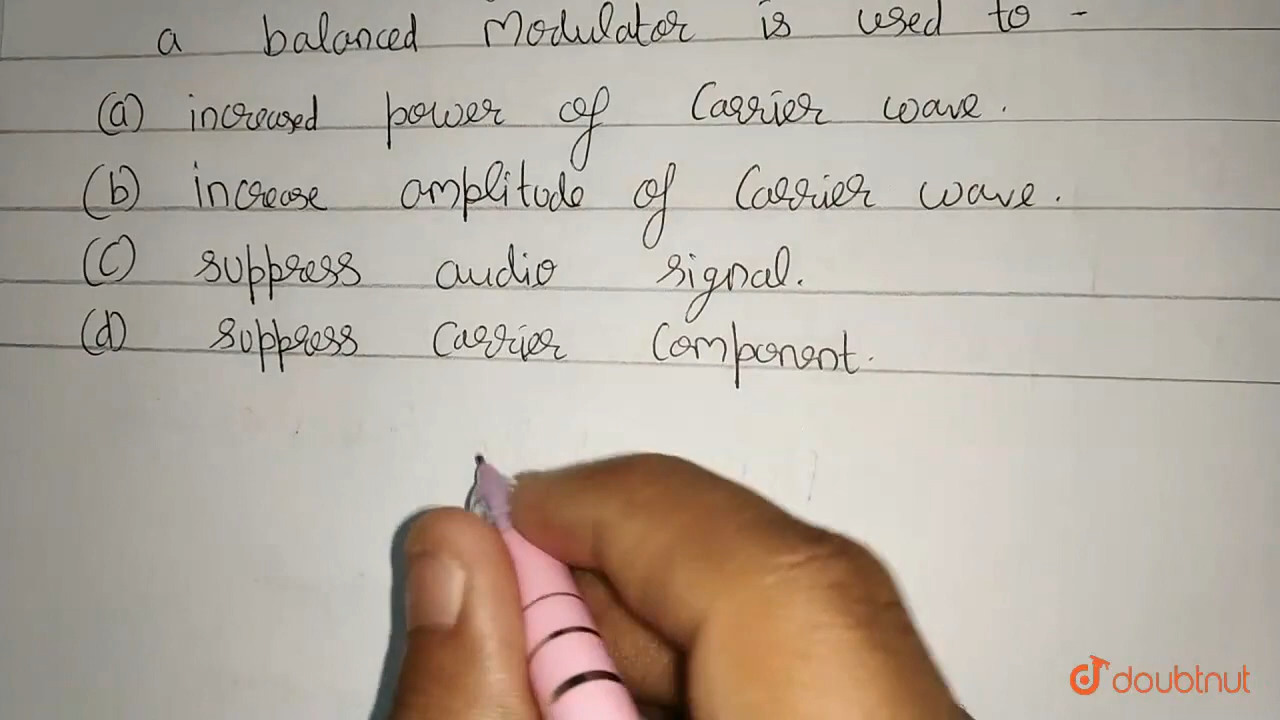 a balanced modulator is used to -
(a) increased power of Carrier wave.
(b) increase amplitude of Carrier wave.
(c) suppress audio signal.
(d) suppress carrier component.
doubtnut